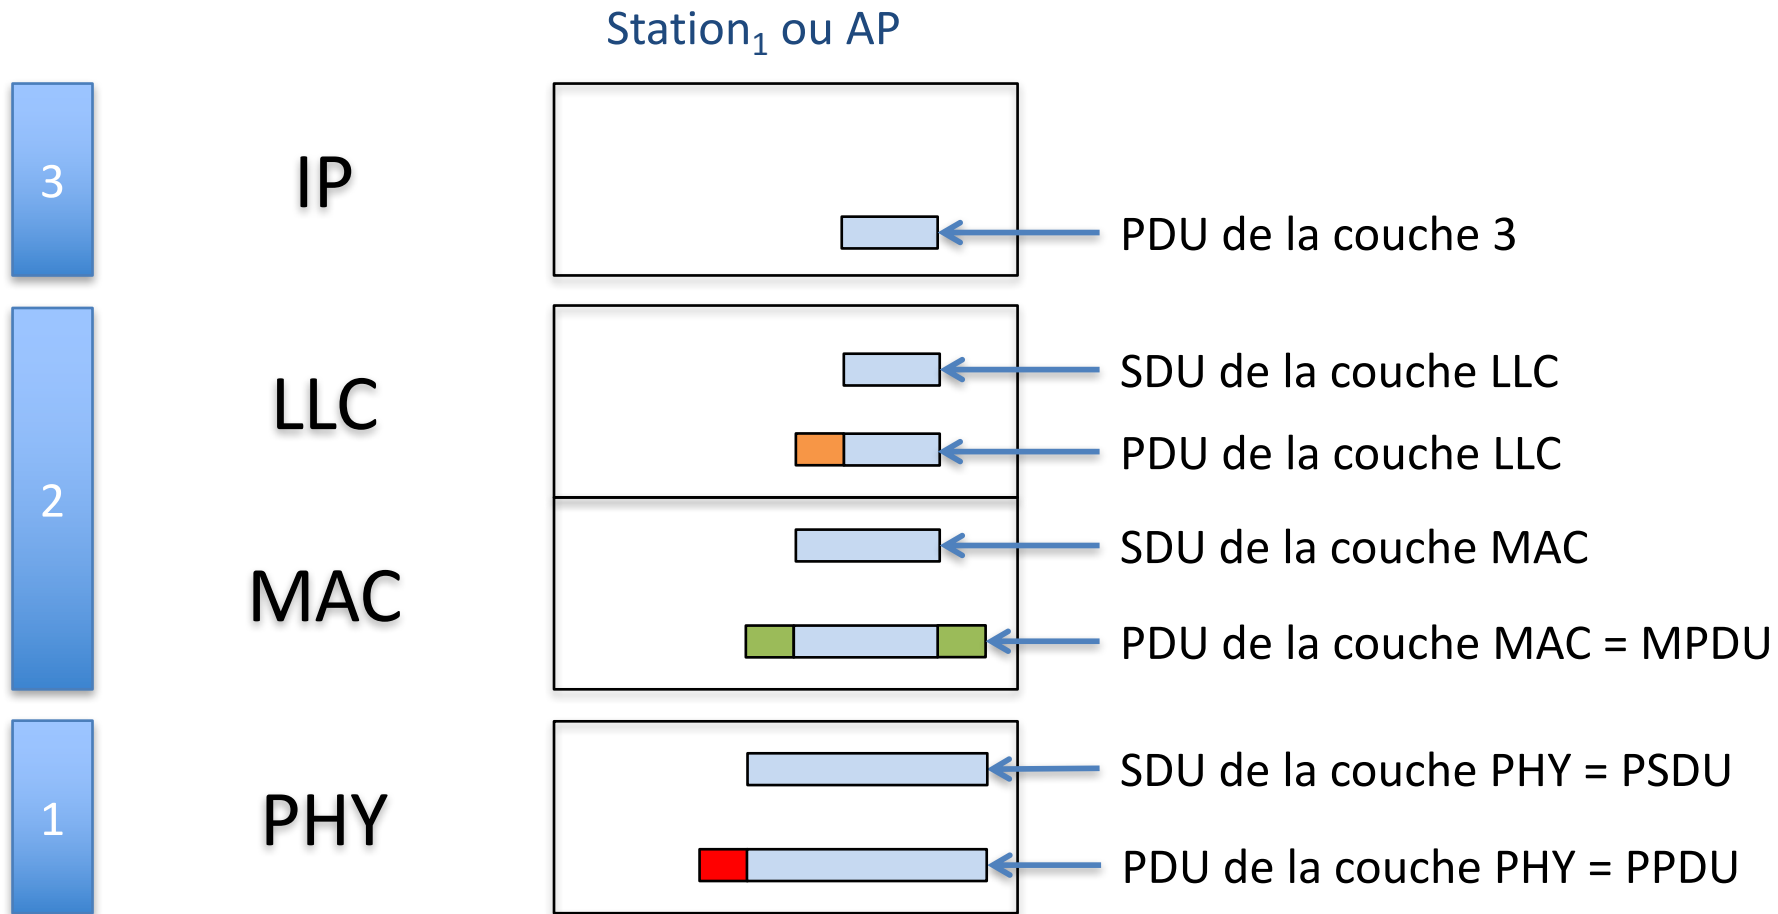 Station1 ou AP
3
IP
PDU de la couche 3
2
LLC
SDU de la couche LLC
PDU de la couche LLC
MAC
SDU de la couche MAC
PDU de la couche MAC = MPDU
1
PHY
SDU de la couche PHY = PSDU
PDU de la couche PHY = PPDU